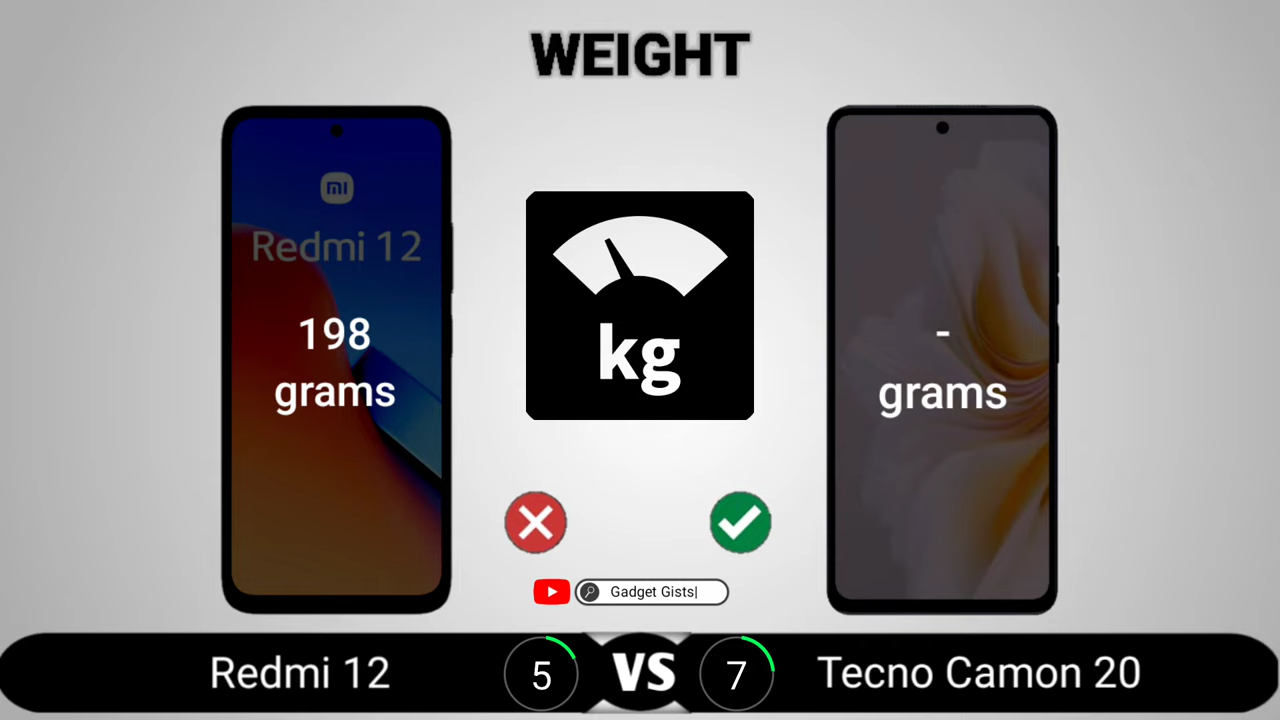 WEIGHT
mi
Redmi 12
198
grams
kg
-
grams
Gadget Gists|
Redmi 12
5
VS
7
Tecno Camon 20